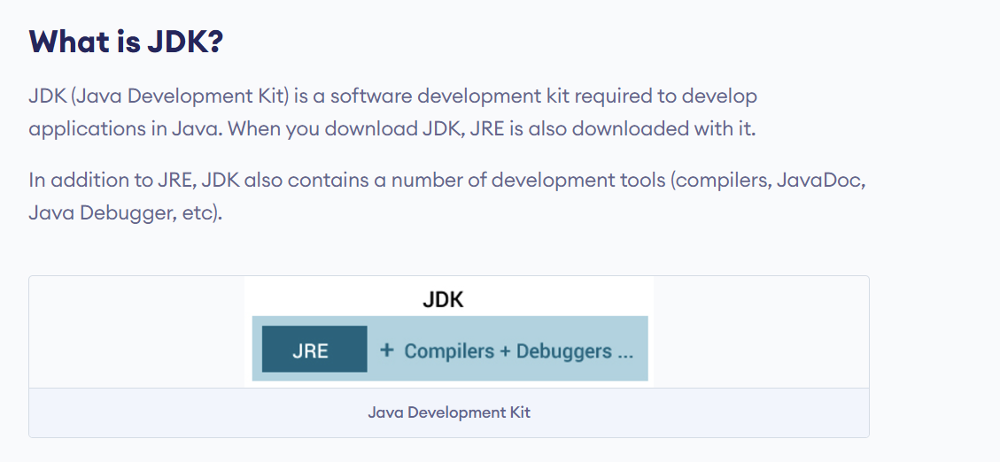 What is JDK?
JDK (Java Development Kit) is a software development kit required to develop
applications in Java. When you download JDK, JRE is also downloaded with it.
In addition to JRE, JDK also contains a number of development tools (compilers, JavaDoc,
Java Debugger, etc).
JDK
JRE + Compilers + Debuggers ...
Java Development Kit